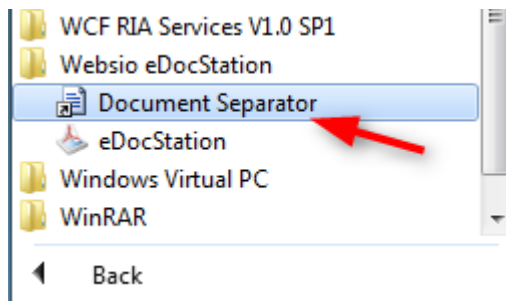 WCF RIA Services V1.0 SP1
Websio eDocStation
Document Separator
eDocStation
Windows Virtual PC
WinRAR
Back